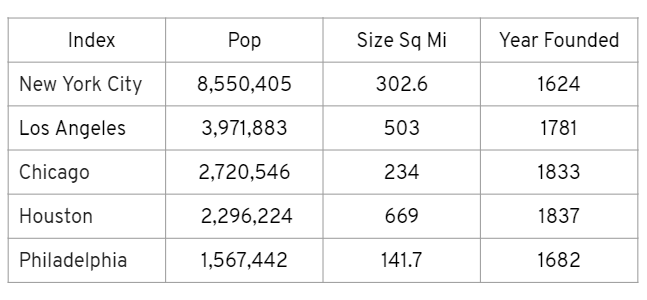 Index Pop Size Sq Mi Year Founded
New York City 8,550,405 302.6 1624
Los Angeles 3,971,883 503 1781
Chicago 2,720,546 234 1833
Houston 2,296,224 669 1837
Philadelphia 1,567,442 141.7 1682